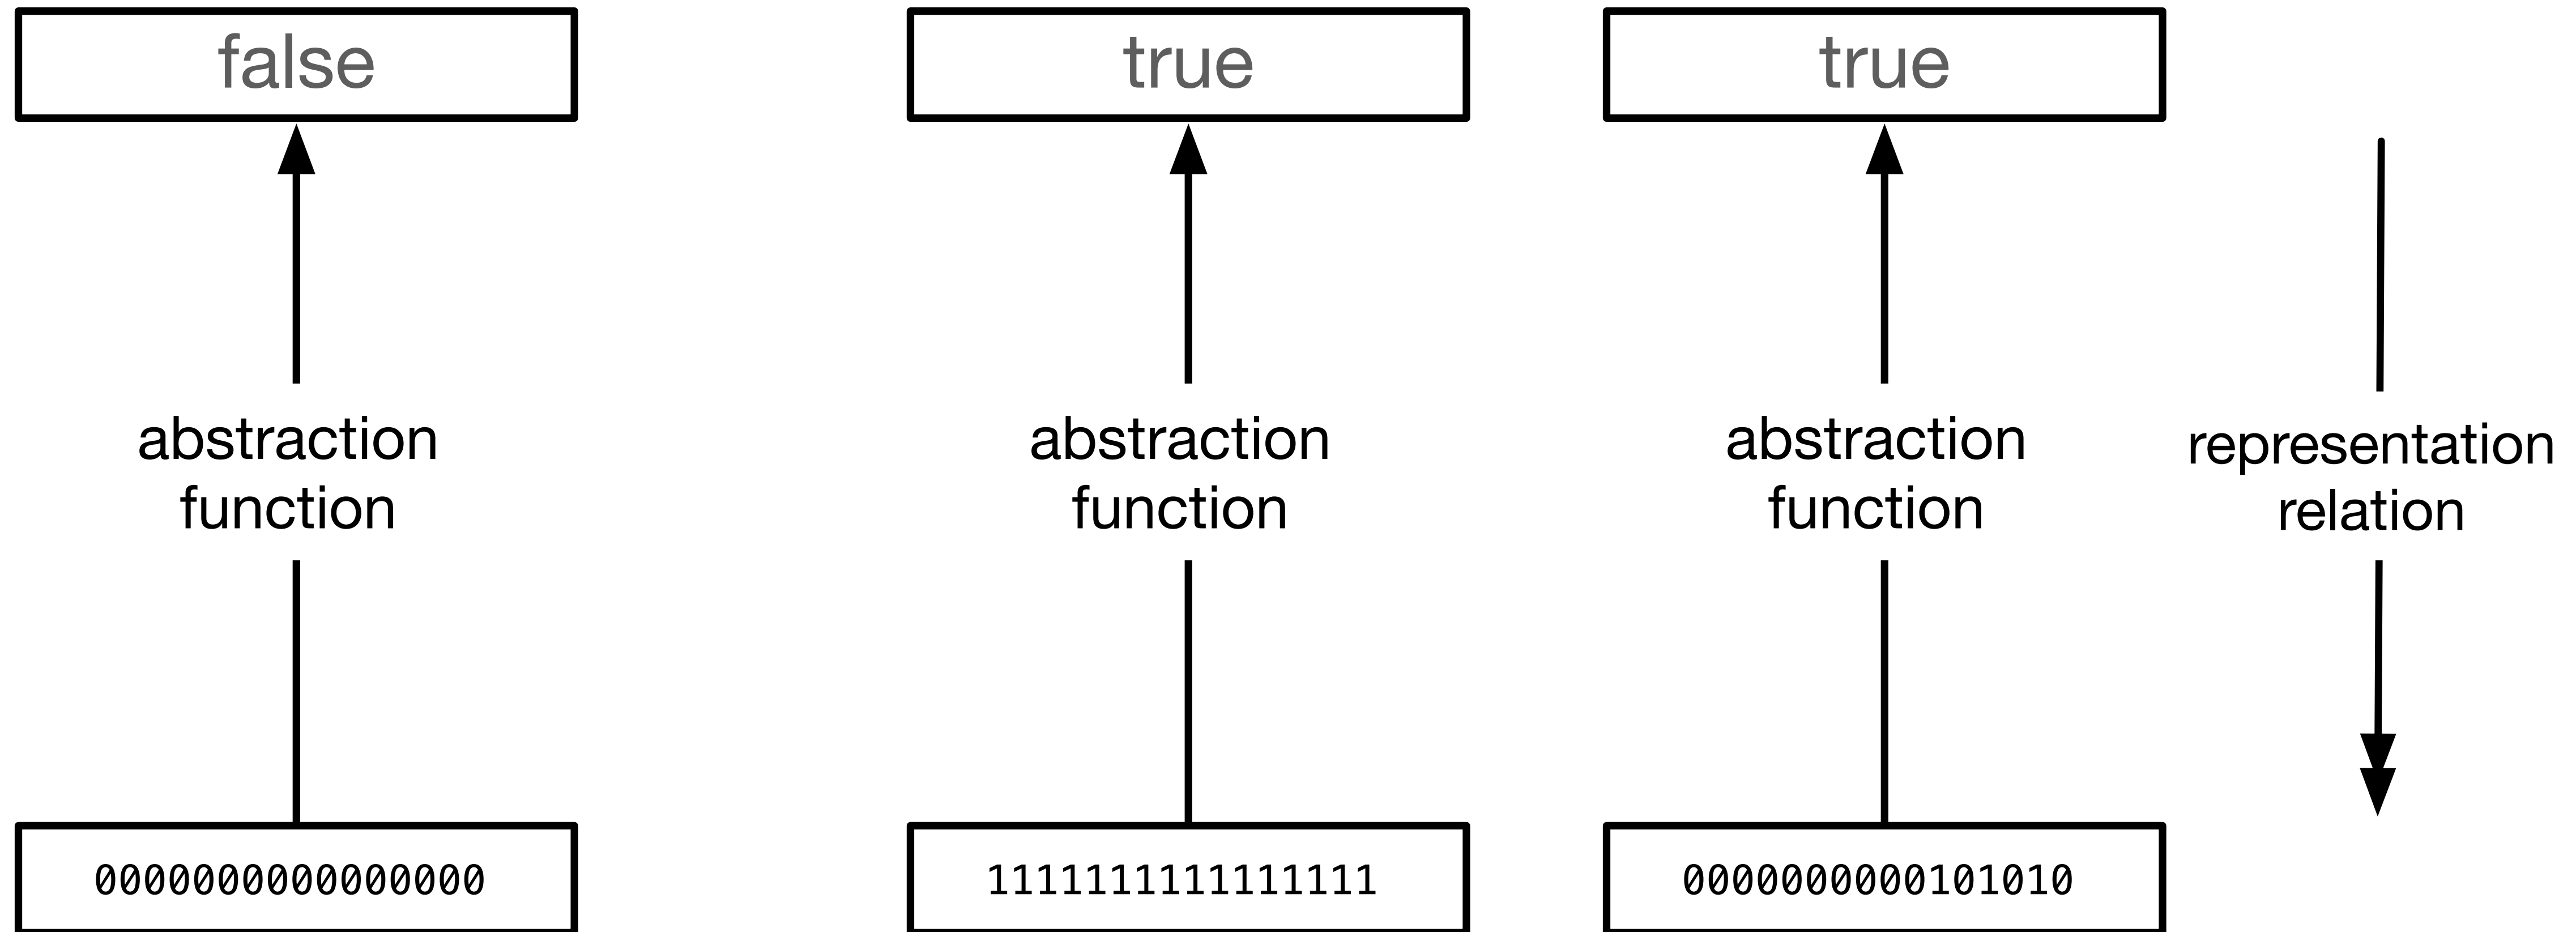 false
true
true
abstraction
function
abstraction
function
abstraction
function
representation
relation
0000000000000000
1111111111111111
0000000000101010